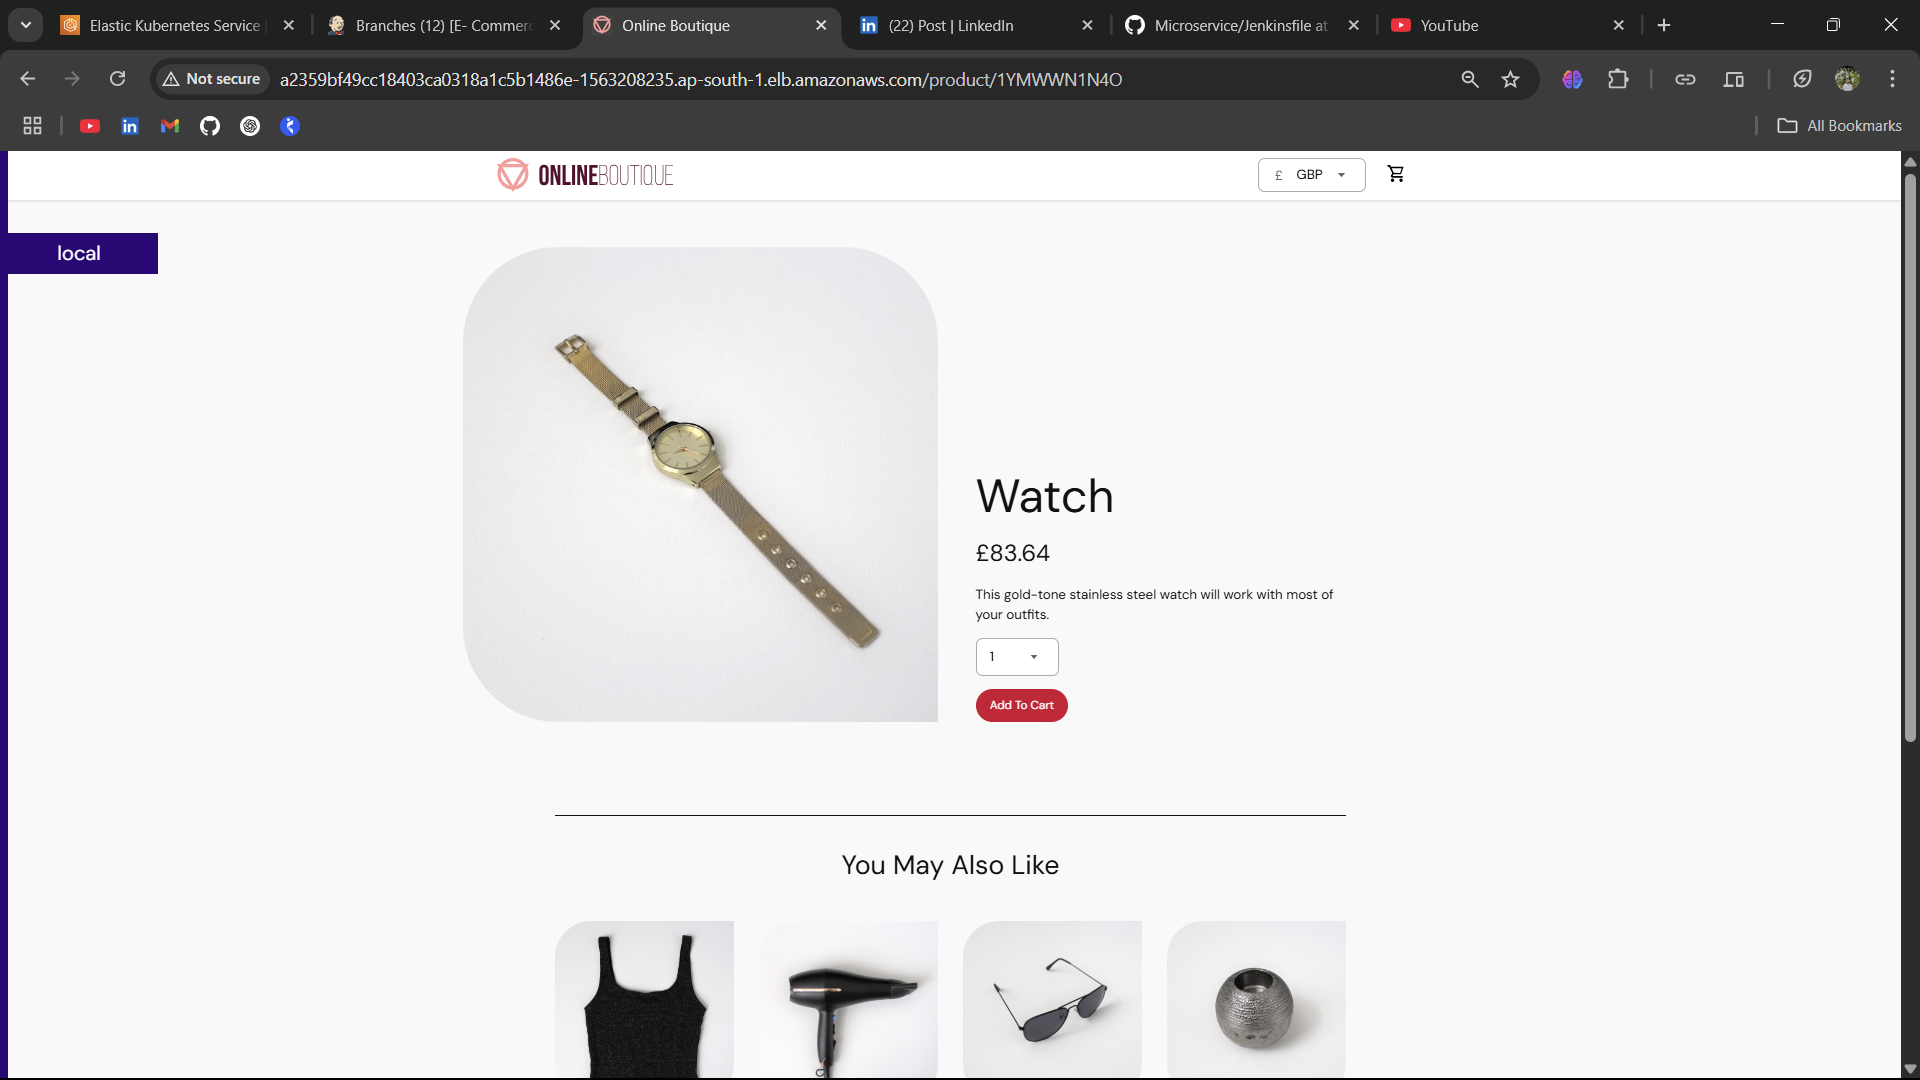 Elastic Kubernetes Service
Branches (12) [E- Commerc
Online Boutique
(22) Post | LinkedIn
Microservice/Jenkinsfile at
YouTube
Not secure
a2359bf49cc18403ca0318a1c5b1486e-1563208235.ap-south-1.elb.amazonaws.com/product/1YMWWN1N4O
All Bookmarks
ONLINEBOUTIQUE
£ GBP
local
Watch
£83.64
This gold-tone stainless steel watch will work with most of
your outfits.
1
Add To Cart
You May Also Like